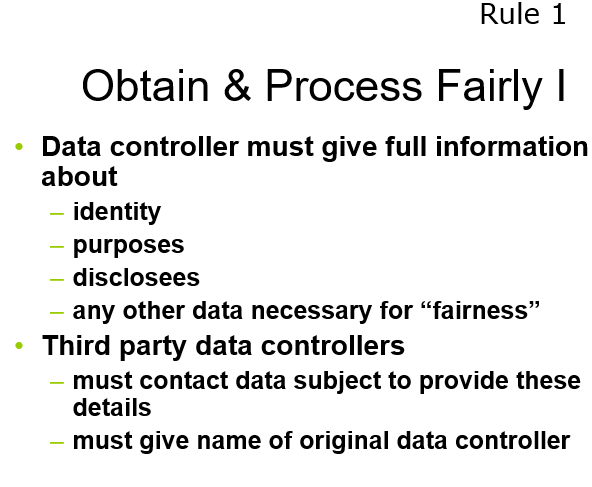 Rule 1
Obtain & Process Fairly I
• Data controller must give full information
about
– identity
– purposes
– disclosees
– any other data necessary for “fairness”
• Third party data controllers
– must contact data subject to provide these
details
– must give name of original data controller